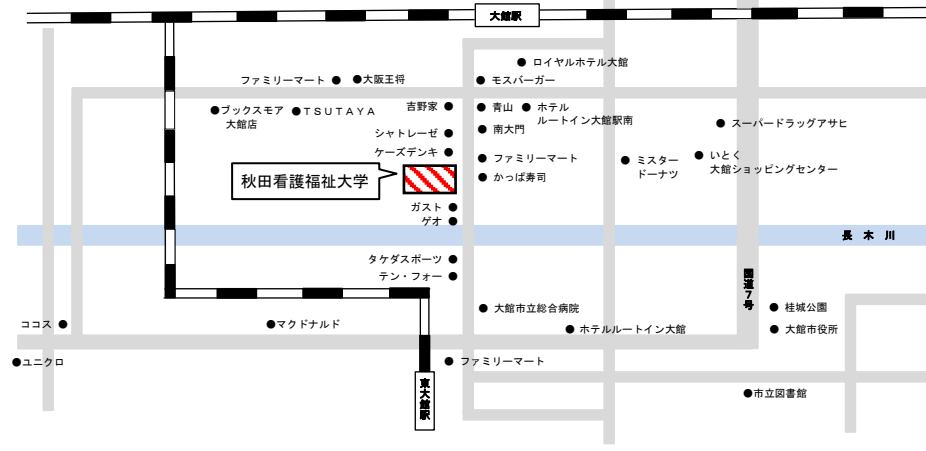 大館駅
ロイヤルホテル大館
ファミリーマート
大阪王将
モスバーガー
ブックスモア
大館店
TSUTAYA
吉野家
青山
ホテル
ルートイン大館駅南
スーパードラッグアサヒ
シャトレーゼ
南大門
ケーズデンキ
ファミリーマート
ミスター
ドーナツ
いとく
大館ショッピングセンター
秋田看護福祉大学
かっぱ寿司
ガスト
ゲオ
長木川
タケダスポーツ
テン・フォー
国道7号
大館市立総合病院
桂城公園
ココス
マクドナルド
ホテルルートイン大館
大館市役所
ユニクロ
ファミリーマート
東大館駅
市立図書館